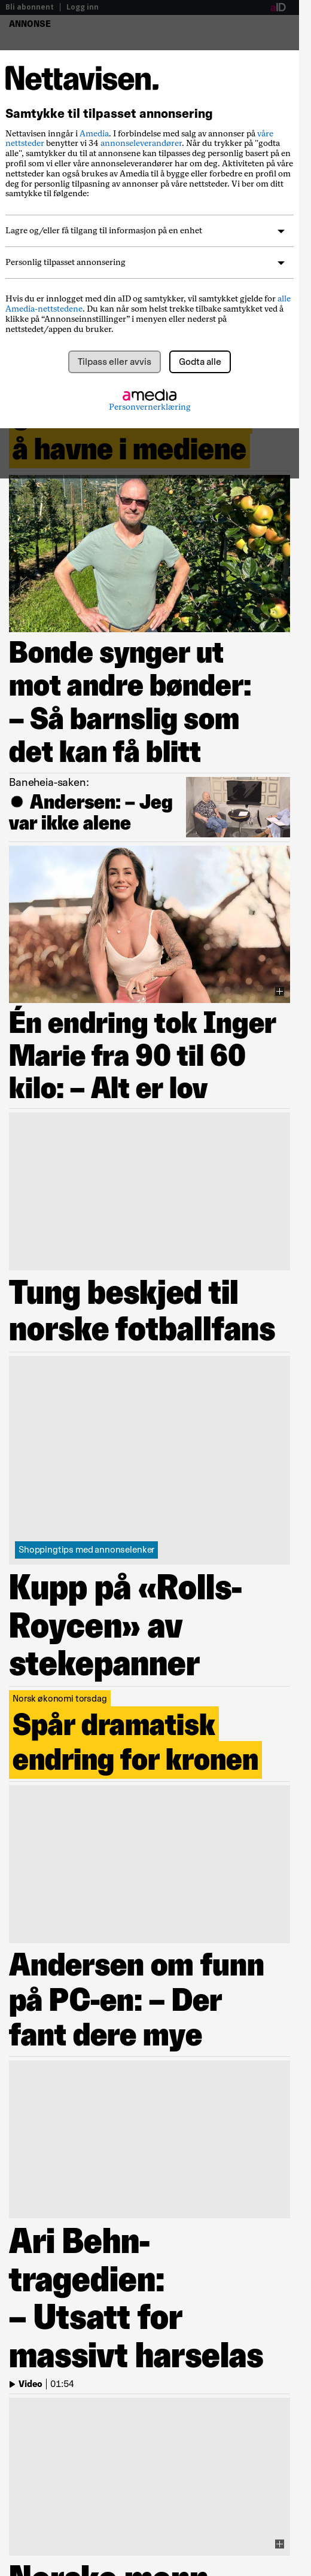 Bli abonnent | Logg inn
aID
ANNONSE
Nettavisen.
Samtykke til tilpasset annonsering
Nettavisen inngår i Amedia. I forbindelse med salg av annonser på våre
nettsteder benytter vi 34 annonseleverandører. Når du trykker på "godta
alle", samtykker du til at annonsene kan tilpasses deg personlig basert på en
profil som vi eller våre annonseleverandører har om deg. Aktiviteten på våre
nettsteder kan også brukes av Amedia til å bygge eller forbedre en profil om
deg for personlig tilpasning av annonser på våre nettsteder. Vi ber om ditt
samtykke til følgende:
Lagre og/eller få tilgang til informasjon på en enhet
Personlig tilpasset annonsering
Hvis du er innlogget med din aID og samtykker, vil samtykket gjelde for alle
Amedia-nettstedene. Du kan når som helst trekke tilbake samtykket ved å
klikke på “Annonseinnstillinger” i menyen eller nederst på
nettstedet/appen du bruker.
Tilpass eller avvis
Godta alle
amedia
Personvernerklæring
å havne i mediene
Bonde synger ut
mot andre bønder:
– Så barnslig som
det kan få blitt
Baneheia-saken:
Andersen: – Jeg
var ikke alene
Én endring tok Inger
Marie fra 90 til 60
kilo: – Alt er lov
Tung beskjed til
norske fotballfans
Shoppingtips med annonselenker
Kupp på «Rolls-
Roycen» av
stekepanner
Norsk økonomi torsdag
Spår dramatisk
endring for kronen
Andersen om funn
på PC-en: – Der
fant dere mye
Ari Behn-
tragedien:
– Utsatt for
massivt harselas
Video | 01:54
Norske menn